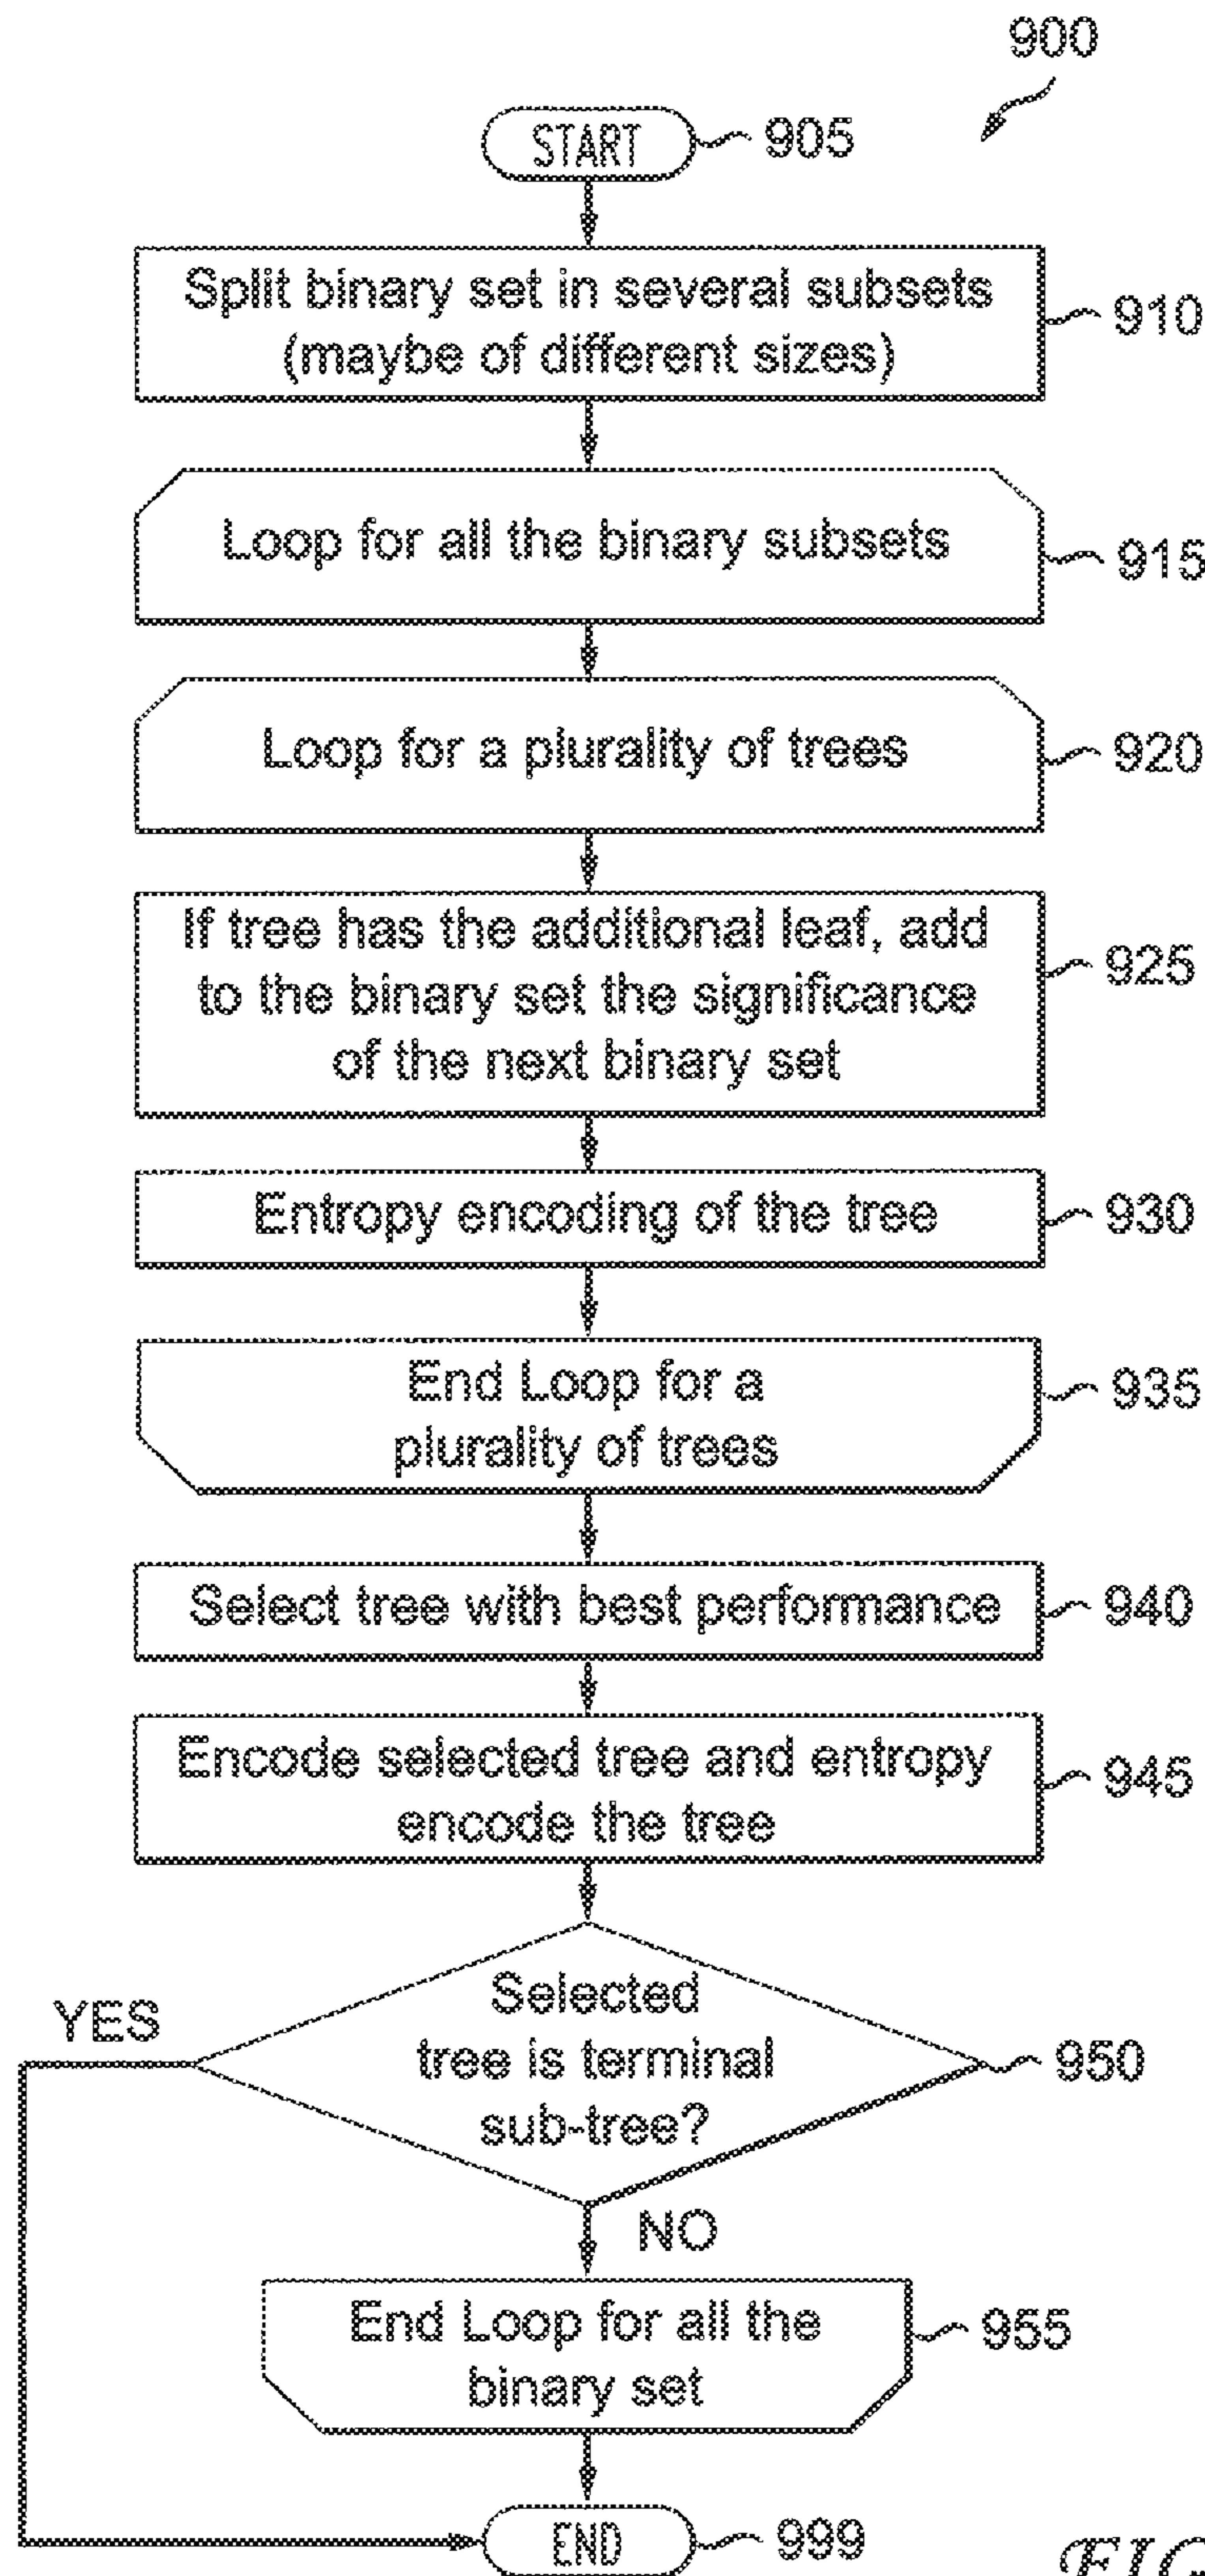 900
START
905
Split binary set in several subsets
(maybe of different sizes)
910
Loop for all the binary subsets
915
Loop for a plurality of trees
920
If tree has the additional leaf, add
to the binary set the significance
of the next binary set
925
Entropy encoding of the tree
930
End Loop for a
plurality of trees
935
Select tree with best performance
940
Encode selected tree and entropy
encode the tree
945
Selected
tree is terminal
sub-tree?
950
YES
NO
End Loop for all the
binary set
955
END
999
FIG